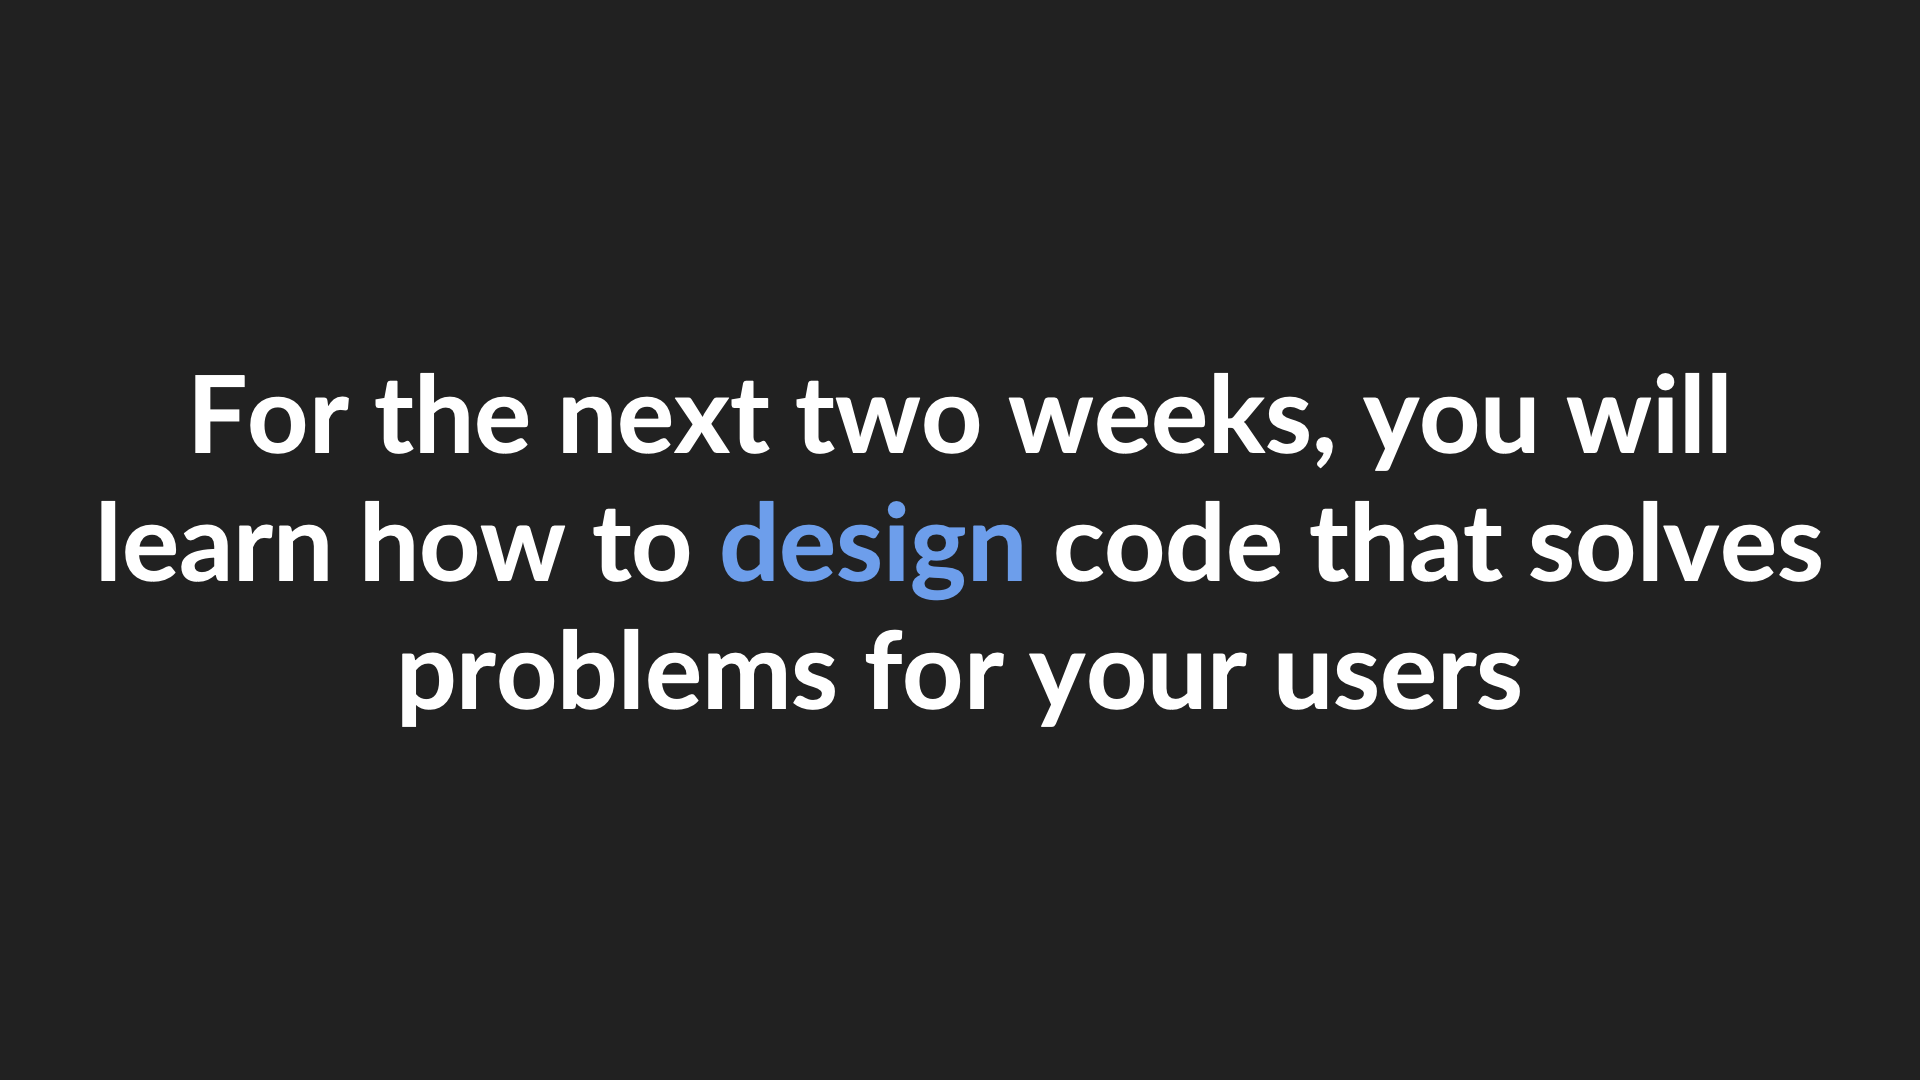 For the next two weeks, you will
learn how to design code that solves
problems for your users